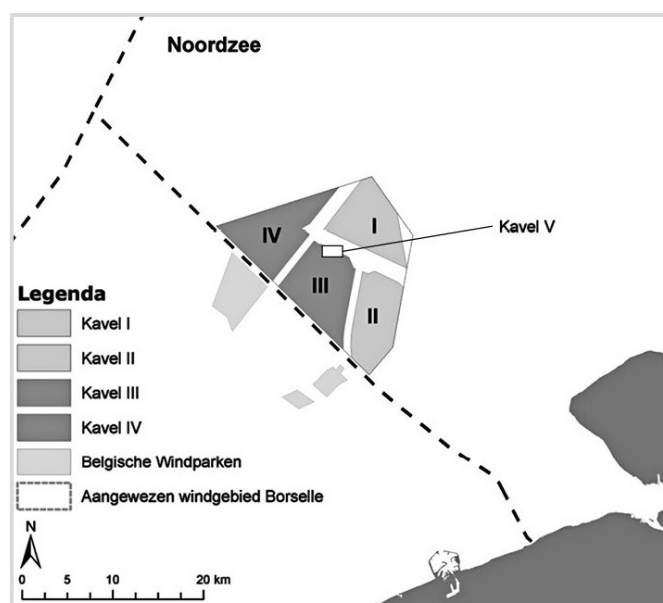 Noordzee
I
IV
Kavel V
III
II
Legenda
Kavel I
Kavel II
Kavel III
Kavel IV
Belgische Windparken
Aangewezen windgebied Borselle
N
0 5 10 20 km